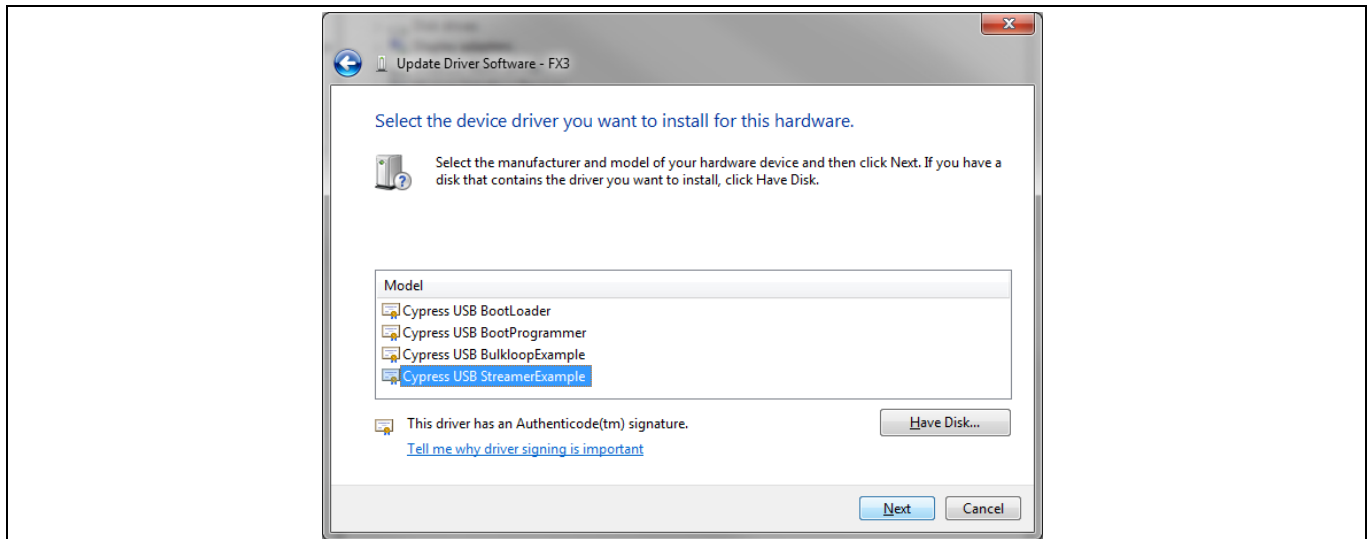 Update Driver Software - FX3
Select the device driver you want to install for this hardware.
Select the manufacturer and model of your hardware device and then click Next. If you have a
disk that contains the driver you want to install, click Have Disk.
Model
Cypress USB BootLoader
Cypress USB BootProgrammer
Cypress USB BulkloopExample
Cypress USB StreamerExample
This driver has an Authenticode(tm) signature.
Have Disk...
Tell me why driver signing is important
Next
Cancel